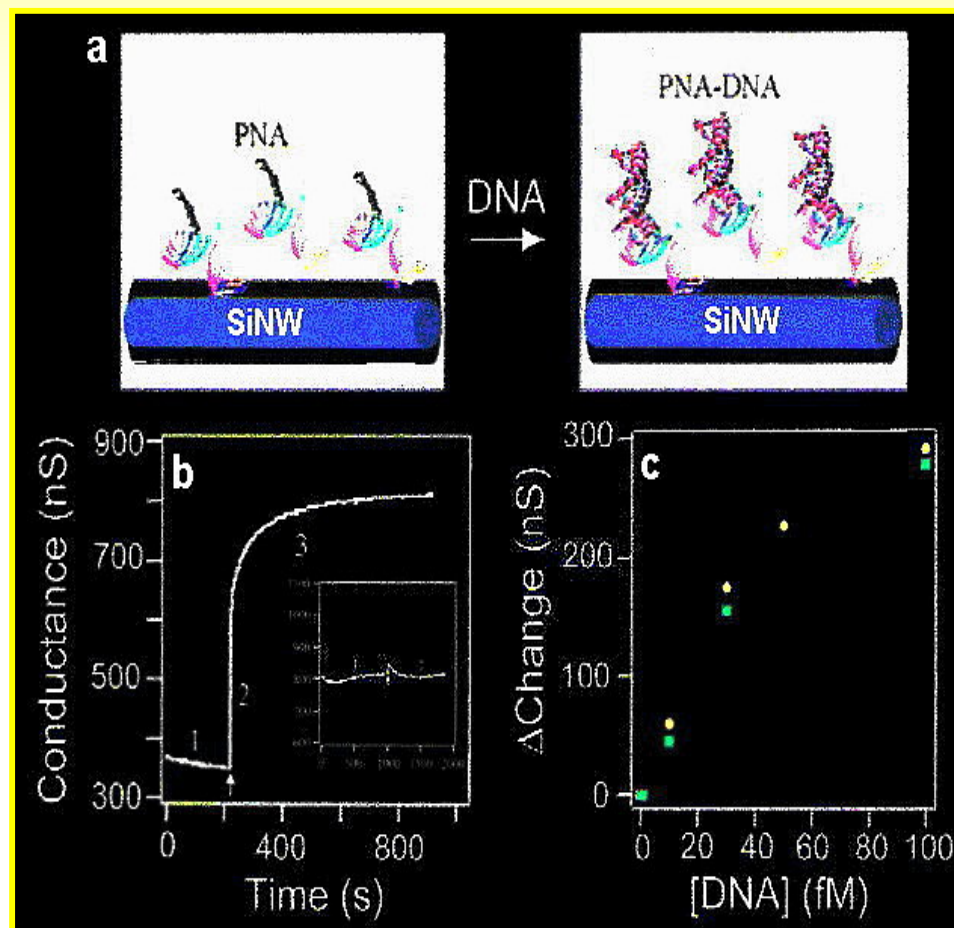 a
PNA
PNA-DNA
DNA
SiNW
SiNW
b
900
700
500
300
Conductance (nS)
1
2
3
0
400
800
Time (s)
c
300
200
100
0
ΔChange (nS)
0 20 40 60 80 100
[DNA] (fM)